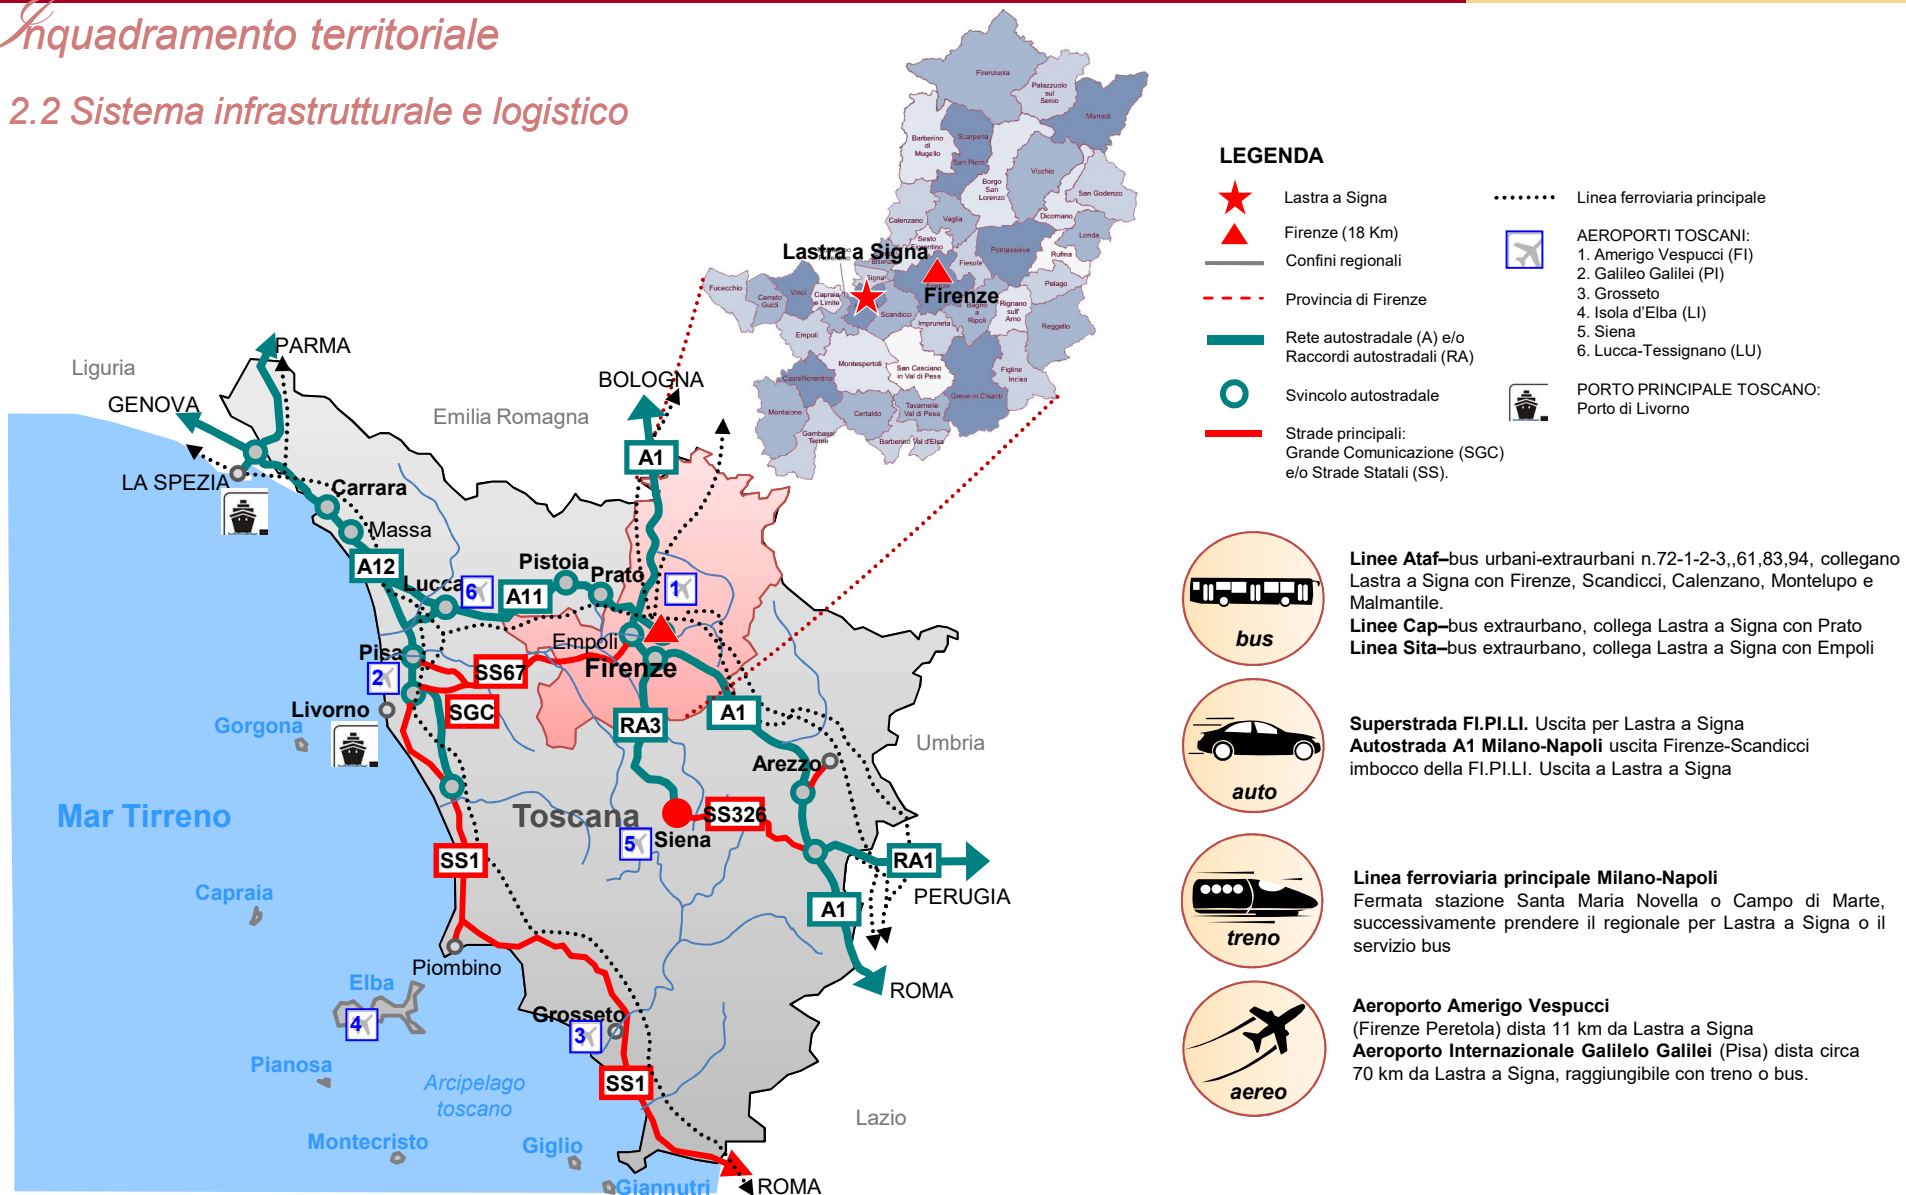 Inquadramento territoriale
2.2 Sistema infrastrutturale e logistico
Firenzuola
Palazzuolo
sul
Senio
Marradi
Barberino
di
Mugello
Scarperia
San Piero
Borgo
San
Lorenzo
Vicchio
San Godenzo
Dicomano
Calenzano
Vaglia
Londa
Sesto
Fiorentino
Pontassieve
Rufina
Lastra a Signa
Signa
Fiesole
Pelago
Firenze
Fucecchio
Cerreto
Guidi
Vinci
Capraia
e Limite
Scandicci
Bagno
a
Ripoli
Rignano
sull'
Arno
Reggello
Impruneta
Empoli
Montespertoli
San Casciano
in Val di Pesa
Figline
Incisa
Castelfiorentino
Greve in Chianti
Montaione
Certaldo
Tavarnelle
Val di Pesa
Gambassi
Terme
Barberino Val d'Elsa
LEGENDA
Lastra a Signa
Firenze (18 Km)
Confini regionali
Provincia di Firenze
Rete autostradale (A) e/o
Raccordi autostradali (RA)
Svincolo autostradale
Strade principali:
Grande Comunicazione (SGC)
e/o Strade Statali (SS).
Linea ferroviaria principale
AEROPORTI TOSCANI:
1. Amerigo Vespucci (FI)
2. Galileo Galilei (PI)
3. Grosseto
4. Isola d'Elba (LI)
5. Siena
6. Lucca-Tessignano (LU)
PORTO PRINCIPALE TOSCANO:
Porto di Livorno
PARMA
Liguria
GENOVA
Emilia Romagna
BOLOGNA
A1
LA SPEZIA
Carrara
Massa
A12
Lucca
6
A11
Pistoia
Prato
1
Empoli
Firenze
Pisa
2
SS67
SGC
Livorno
Gorgona
RA3
A1
Umbria
Arezzo
Mar Tirreno
Toscana
SS326
5
Siena
SS1
RA1
PERUGIA
Capraia
A1
Piombino
ROMA
Elba
4
Grosseto
3
Pianosa
Arcipelago
toscano
SS1
Lazio
Montecristo
Giglio
Giannutri
ROMA
bus
Linee Ataf–bus urbani-extraurbani n.72-1-2-3,,61,83,94, collegano
Lastra a Signa con Firenze, Scandicci, Calenzano, Montelupo e
Malmantile.
Linee Cap–bus extraurbano, collega Lastra a Signa con Prato
Linea Sita–bus extraurbano, collega Lastra a Signa con Empoli
auto
Superstrada FI.PI.LI. Uscita per Lastra a Signa
Autostrada A1 Milano-Napoli uscita Firenze-Scandicci
imbocco della FI.PI.LI. Uscita a Lastra a Signa
treno
Linea ferroviaria principale Milano-Napoli
Fermata stazione Santa Maria Novella o Campo di Marte,
successivamente prendere il regionale per Lastra a Signa o il
servizio bus
aereo
Aeroporto Amerigo Vespucci
(Firenze Peretola) dista 11 km da Lastra a Signa
Aeroporto Internazionale Galilelo Galilei (Pisa) dista circa
70 km da Lastra a Signa, raggiungibile con treno o bus.